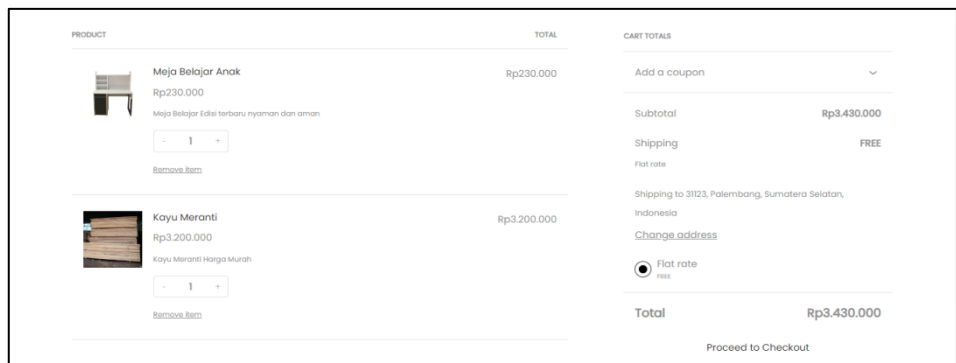 PRODUCT TOTAL
Meja Belajar Anak Rp230.000
Rp230.000
Meja Belajar Edisi terbaru nyaman dan aman
- 1 +
Remove item
Kayu Meranti Rp3.200.000
Rp3.200.000
Kayu Meranti Harga Murah
- 1 +
Remove item
CART TOTALS
Add a coupon
Subtotal Rp3.430.000
Shipping FREE
Flat rate
Shipping to 31123, Palembang, Sumatera Selatan,
Indonesia
Change address
Flat rate
FREE
Total Rp3.430.000
Proceed to Checkout